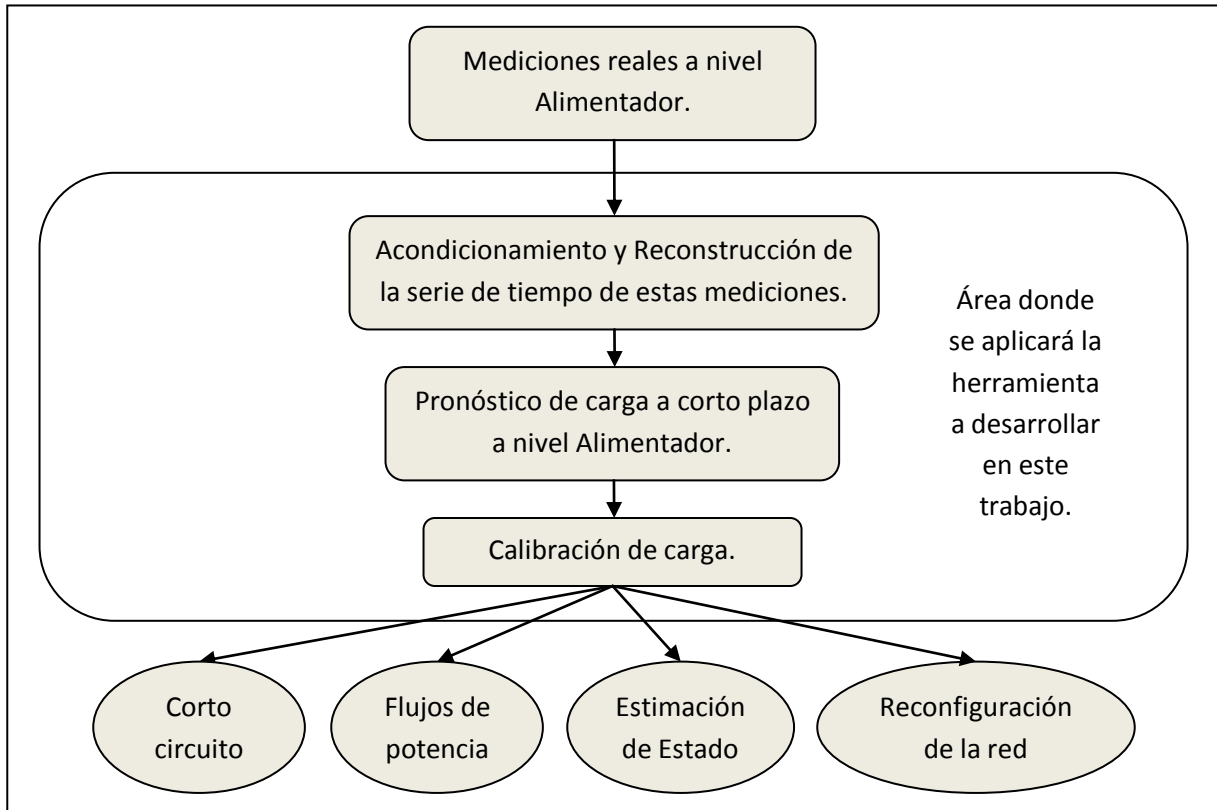 Mediciones reales a nivel
Alimentador.
Acondicionamiento y Reconstrucción de
la serie de tiempo de estas mediciones.
Pronóstico de carga a corto plazo
a nivel Alimentador.
Calibración de carga.
Área donde
se aplicará la
herramienta
a desarrollar
en este
trabajo.
Corto
circuito
Flujos de
potencia
Estimación
de Estado
Reconfiguración
de la red